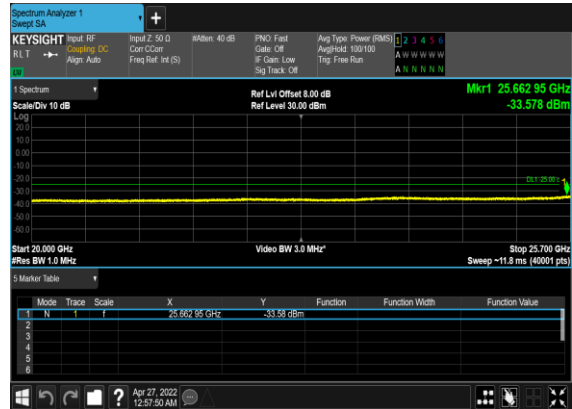 Spectrum Analyzer 1
Swept SA
KEYSIGHT Input: RF Input Z: 50 Ω #Atten: 40 dB PNO: Fast Avg Type: Power (RMS) 1 2 3 4 5 6
RLT Coupling: DC Corr CCorr Gate: Off Avg|Hold: 100/100 A W W W W W
Align: Auto Freq Ref: Int (S) IF Gain: Low Trig: Free Run
Sig Track: Off A N N N N N
1 Spectrum Ref Lvl Offset 8.00 dB Mkr1 25.662 95 GHz
Scale/Div 10 dB Ref Level 30.00 dBm -33.578 dBm
Log
20.0
10.0
0.00
-10.0
-20.0
DL1 -25.00
1
-30.0
-40.0
-50.0
-60.0
Start 20.000 GHz Video BW 3.0 MHz* Stop 25.700 GHz
#Res BW 1.0 MHz Sweep ~11.8 ms (40001 pts)
5 Marker Table
Mode Trace Scale X Y Function Function Width Function Value
1 N 1 f 25.662 95 GHz -33.58 dBm
2
3
4
5
6
? Apr 27, 2022
12:57:50 AM